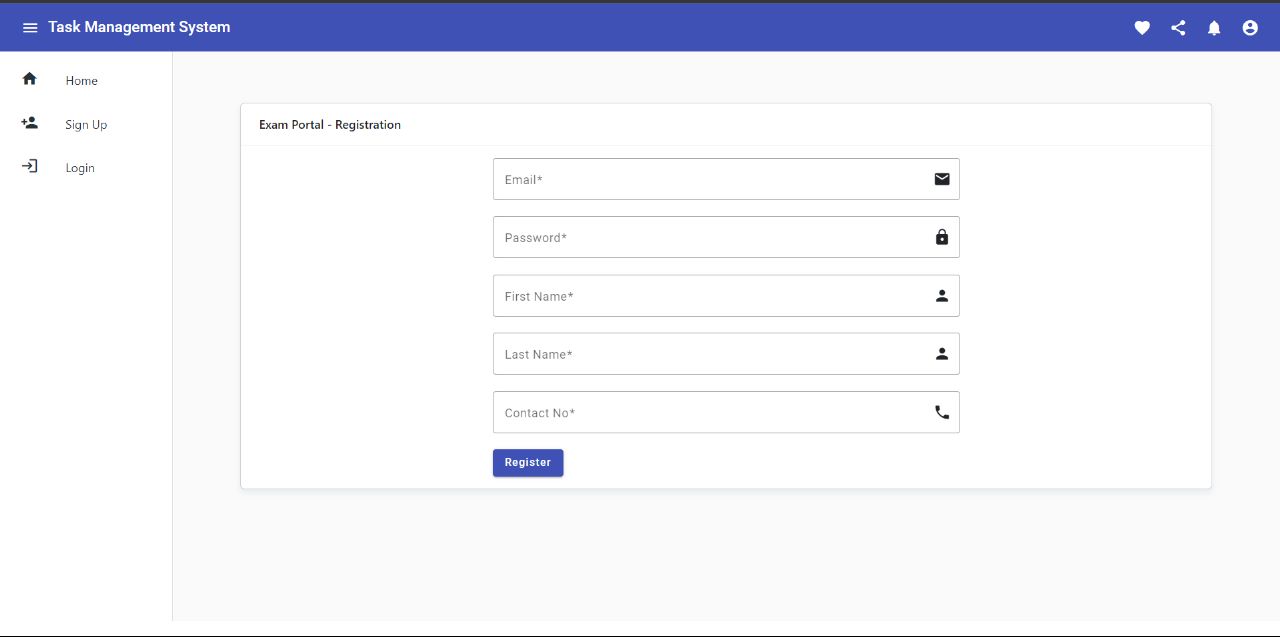 Task Management System
Home
Sign Up
Login
Exam Portal - Registration
Email*
Password*
First Name*
Last Name*
Contact No*
Register